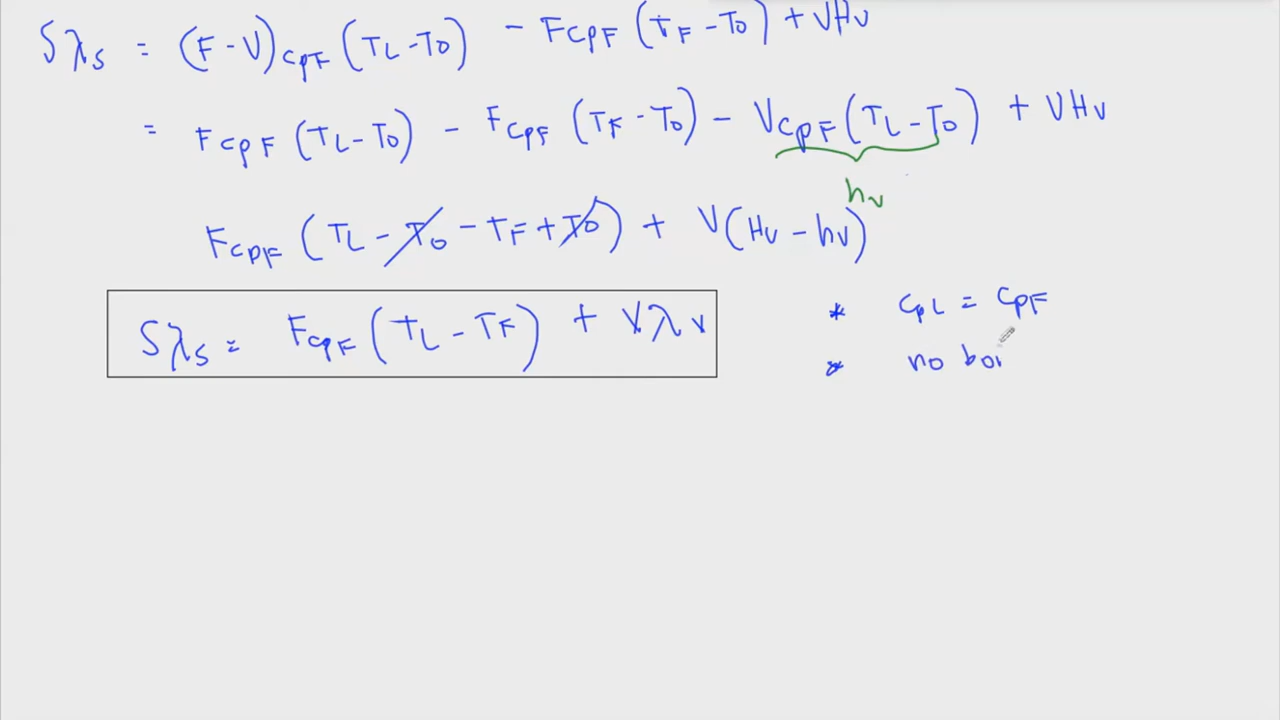 Sλs = (F - V)cpF (TL - To) - FcpF (TF - To) + VHv
= FcpF (TL - To) - FcpF (TF - To) - VcpF (TL - To) + VHv
hv
FcpF (TL - To - TF + To) + V(Hv - hv)
Sλs = FcpF (TL - TF) + Vλv
* cpL = cpF
* no boi